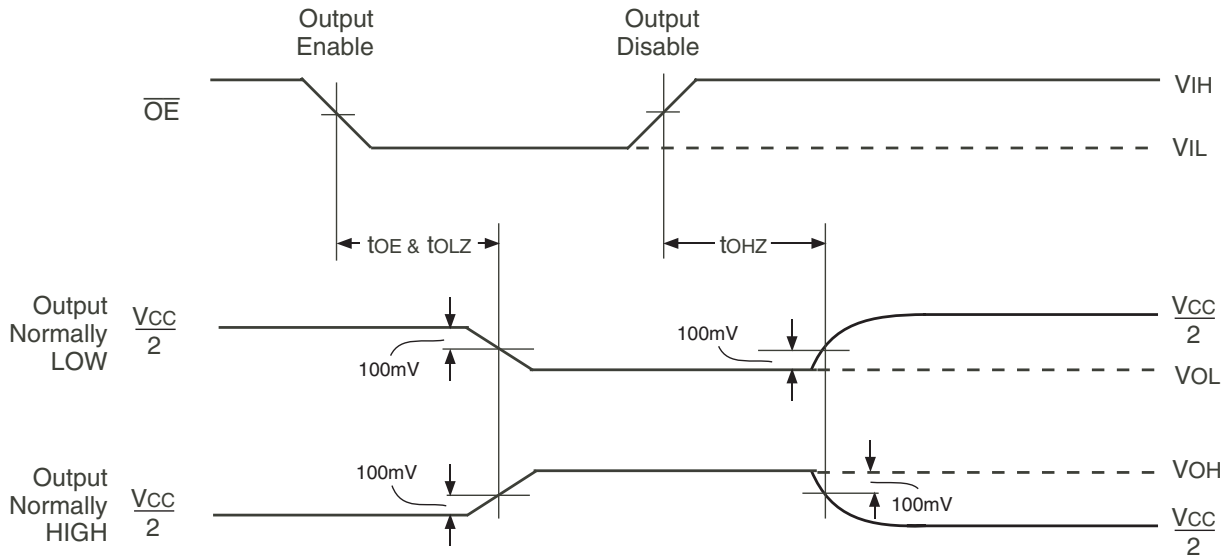 Output
Enable
Output
Disable
OE
VIH
VIL
tOE & tOLZ
tOHZ
Output
Normally
LOW
VCC
2
100mV
100mV
VCC
2
VOL
Output
Normally
HIGH
VCC
2
100mV
VOH
100mV
VCC
2